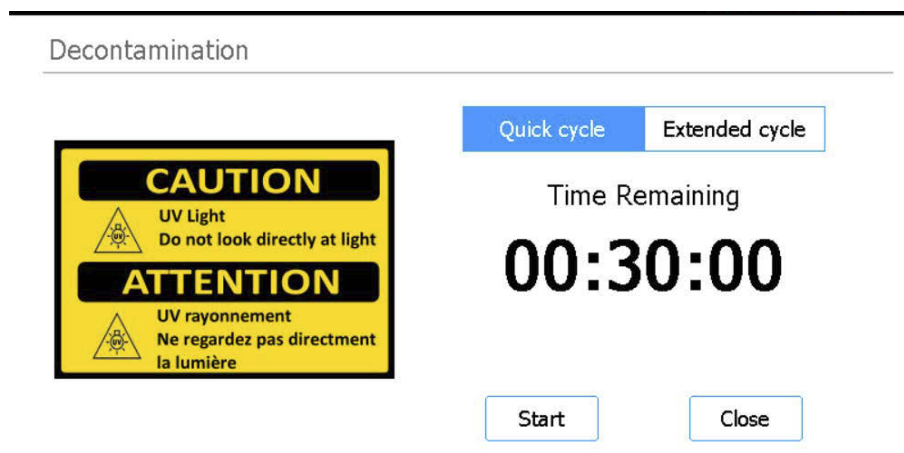 Decontamination
CAUTION
UV Light
Do not look directly at light
ATTENTION
UV rayonnement
Ne regardez pas directment
la lumière
Quick cycle
Extended cycle
Time Remaining
00:30:00
Start
Close